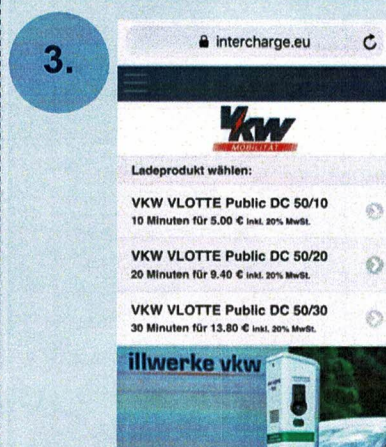 3.
intercharge.eu
VKW
MOBILITÄT
Ladeprodukt wählen:
VKW VLOTTE Public DC 50/10
10 Minuten für 5.00 € inkl. 20% MwSt.
VKW VLOTTE Public DC 50/20
20 Minuten für 9.40 € inkl. 20% MwSt.
VKW VLOTTE Public DC 50/30
30 Minuten für 13.80 € inkl. 20% MwSt.
illwerke vkw